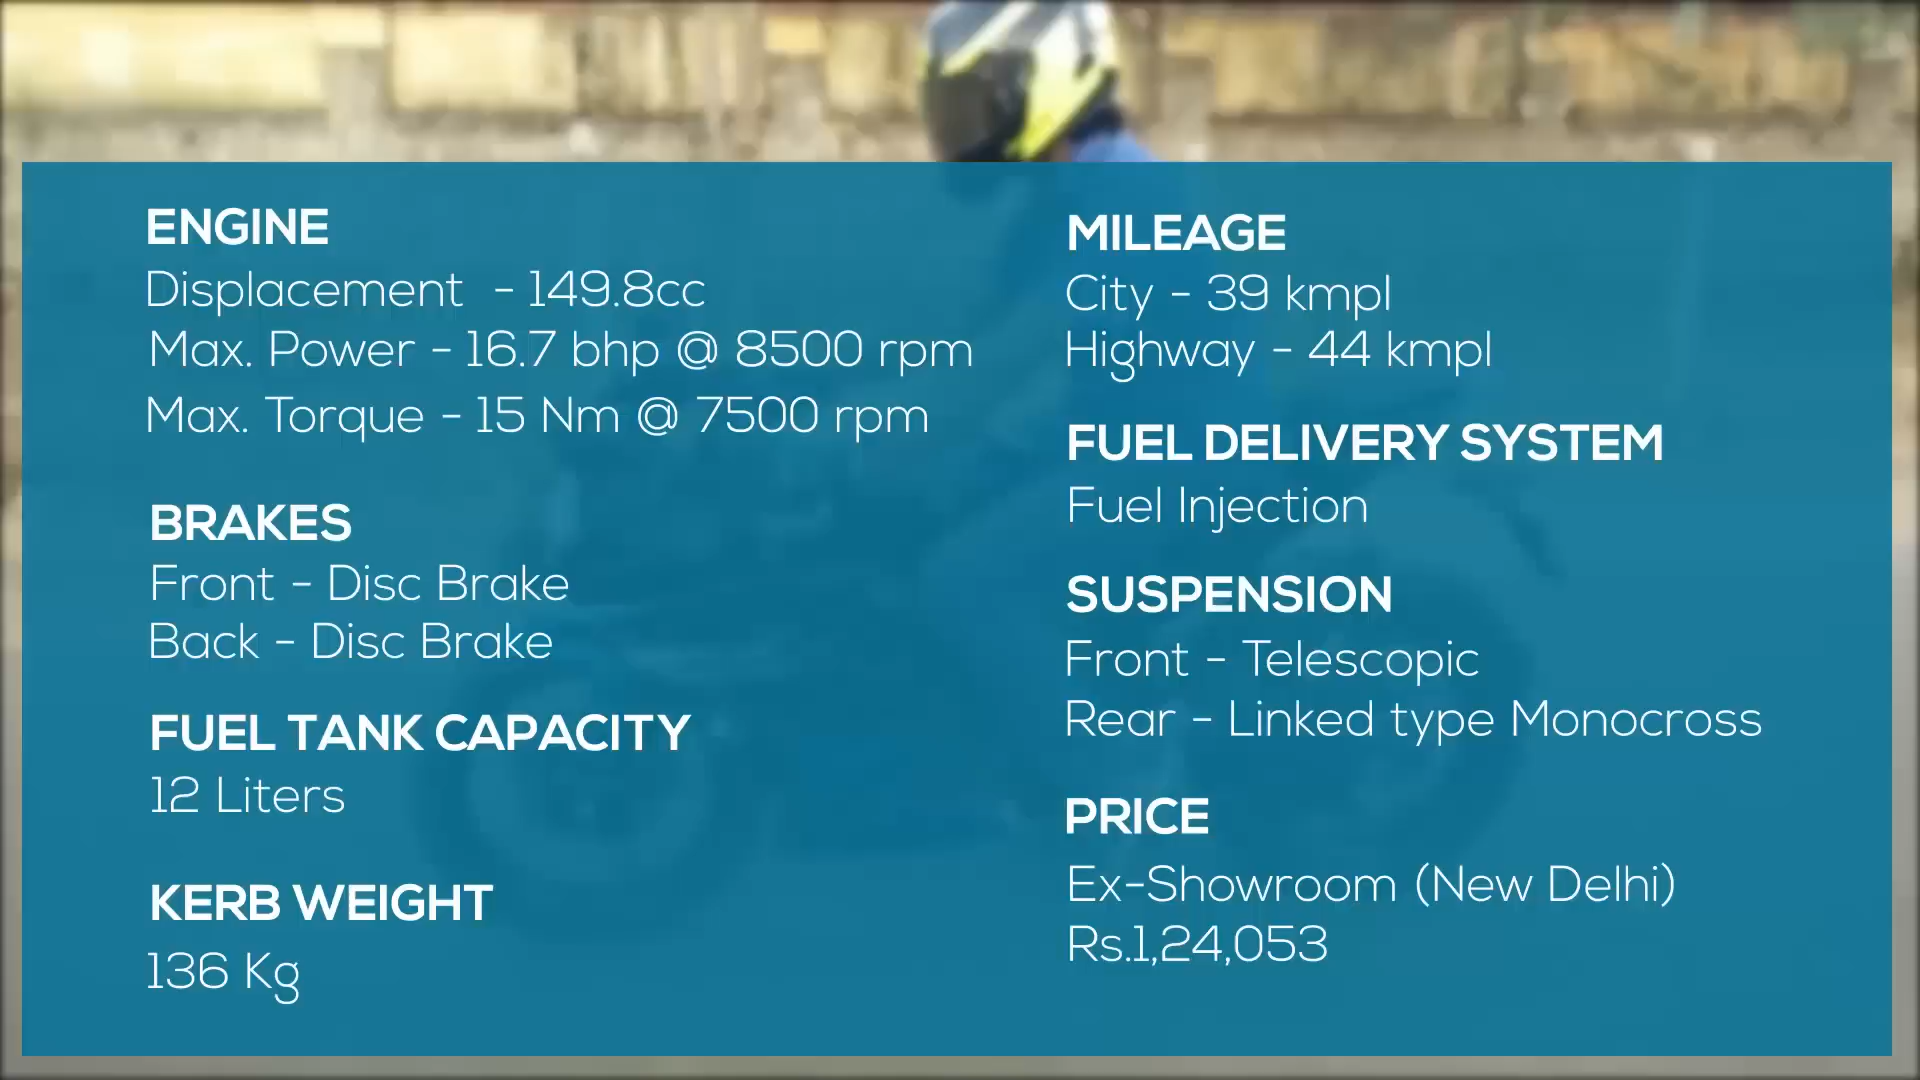 ENGINE
Displacement - 149.8cc
Max. Power - 16.7 bhp @ 8500 rpm
Max. Torque - 15 Nm @ 7500 rpm
BRAKES
Front - Disc Brake
Back - Disc Brake
FUEL TANK CAPACITY
12 Liters
KERB WEIGHT
136 Kg
MILEAGE
City - 39 kmpl
Highway - 44 kmpl
FUEL DELIVERY SYSTEM
Fuel Injection
SUSPENSION
Front - Telescopic
Rear - Linked type Monocross
PRICE
Ex-Showroom (New Delhi)
Rs.1,24,053